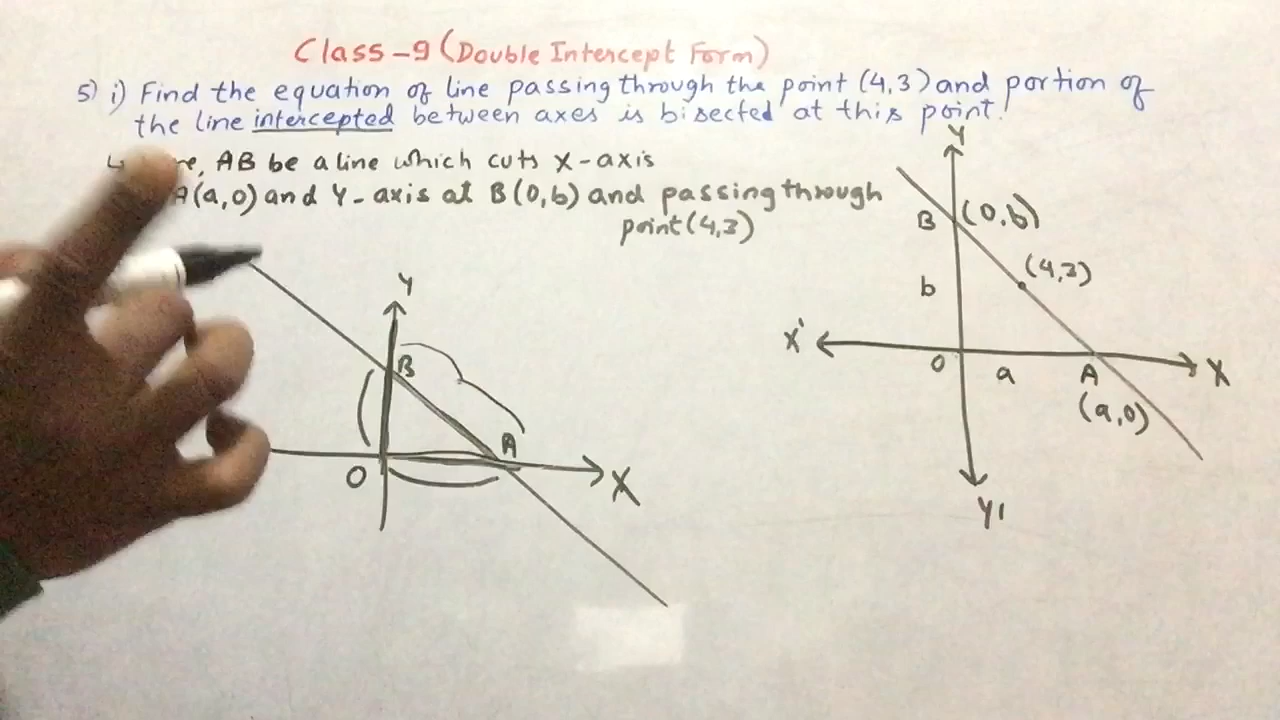 Class-9 (Double Intercept Form)
5) i) Find the equation of line passing through the point (4,3) and portion of
the line intercepted between axes is bisected at this point.
AB be a line which cuts X-axis
A(a,0) and Y-axis at B(0,b) and passing through
point (4,3)
Y
B
O
A
X
Y
B (0,b)
(4,3)
b
X'
O
a
A
X
(a,0)
Y1